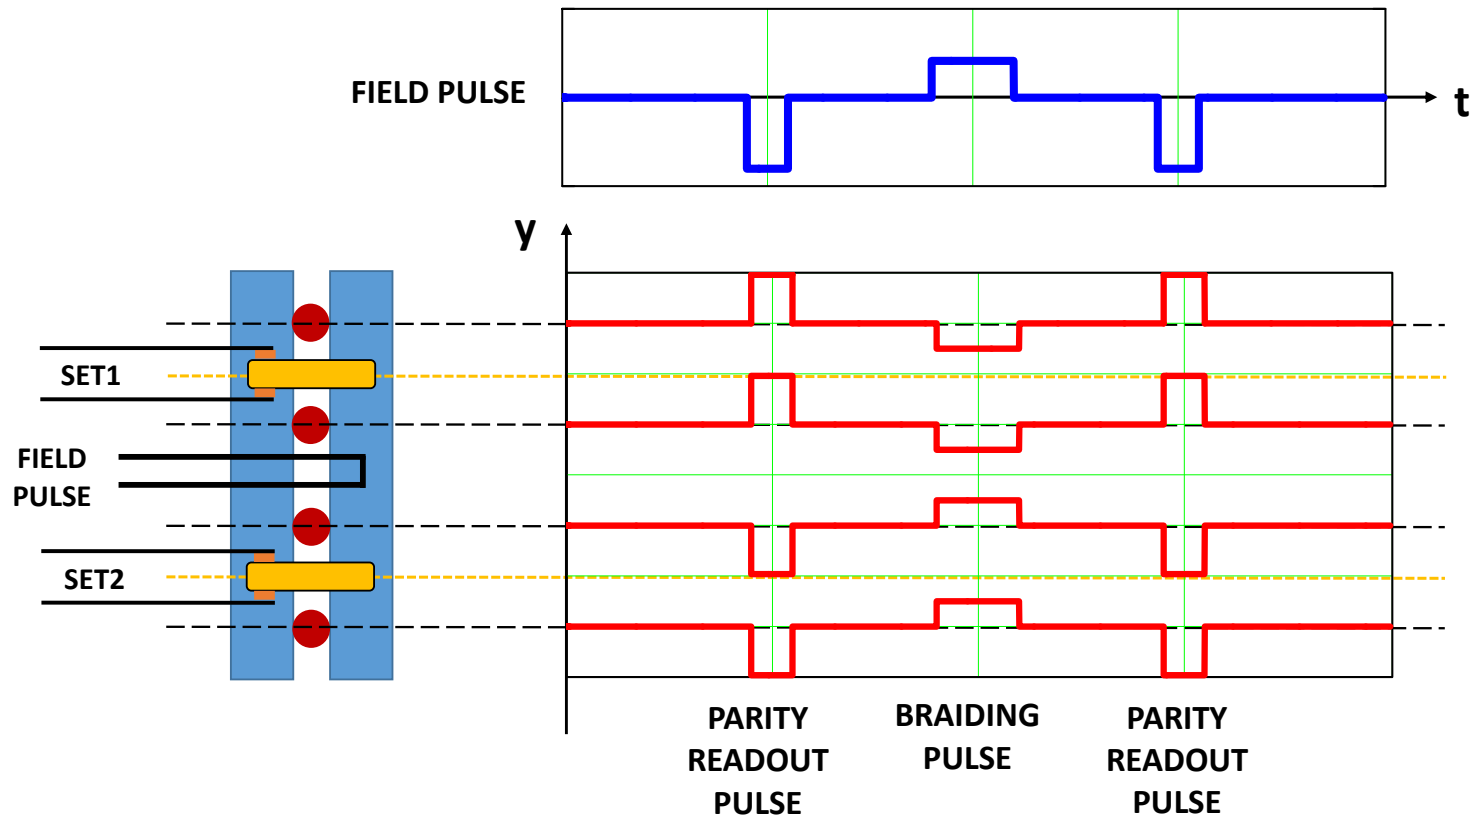 FIELD PULSE
t
y
SET1
FIELD
PULSE
SET2
PARITY
READOUT
PULSE
BRAIDING
PULSE
PARITY
READOUT
PULSE